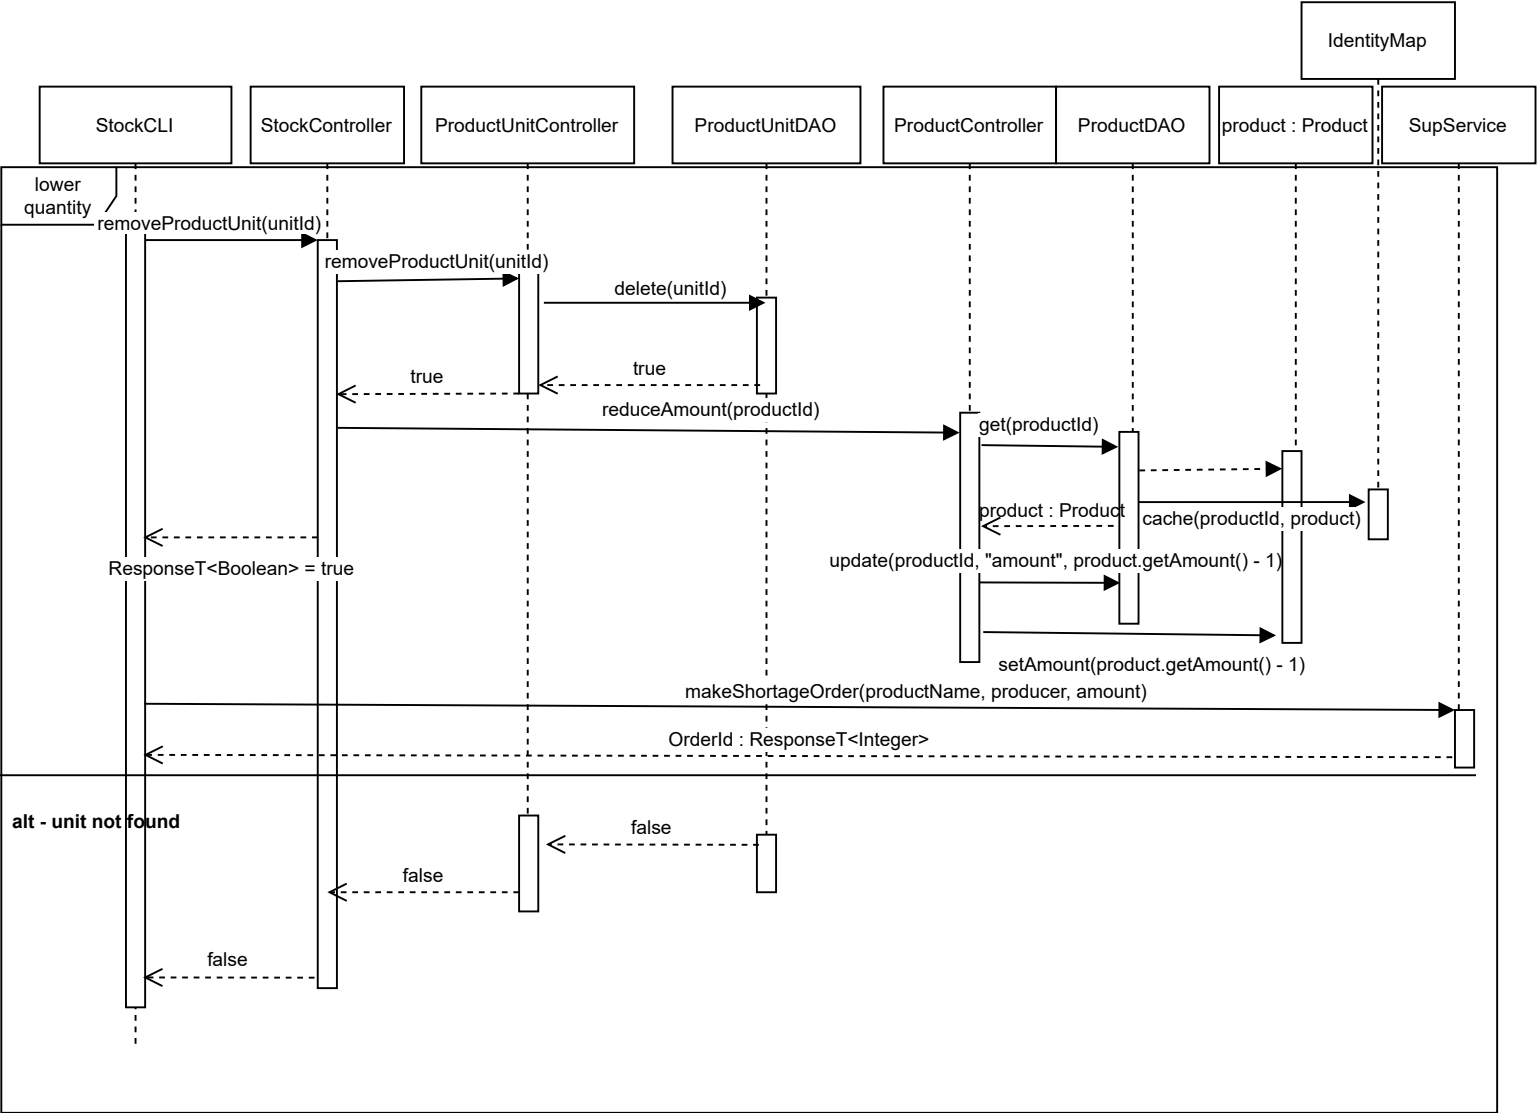 IdentityMap
StockCLI
StockController
ProductUnitController
ProductUnitDAO
ProductController
ProductDAO
product : Product
SupService
lower
quantity
removeProductUnit(unitId)
removeProductUnit(unitId)
delete(unitId)
true
true
reduceAmount(productId)
get(productId)
product : Product
cache(productId, product)
update(productId, "amount", product.getAmount() - 1)
ResponseT<Boolean> = true
setAmount(product.getAmount() - 1)
makeShortageOrder(productName, producer, amount)
OrderId : ResponseT<Integer>
alt - unit not found
false
false
false